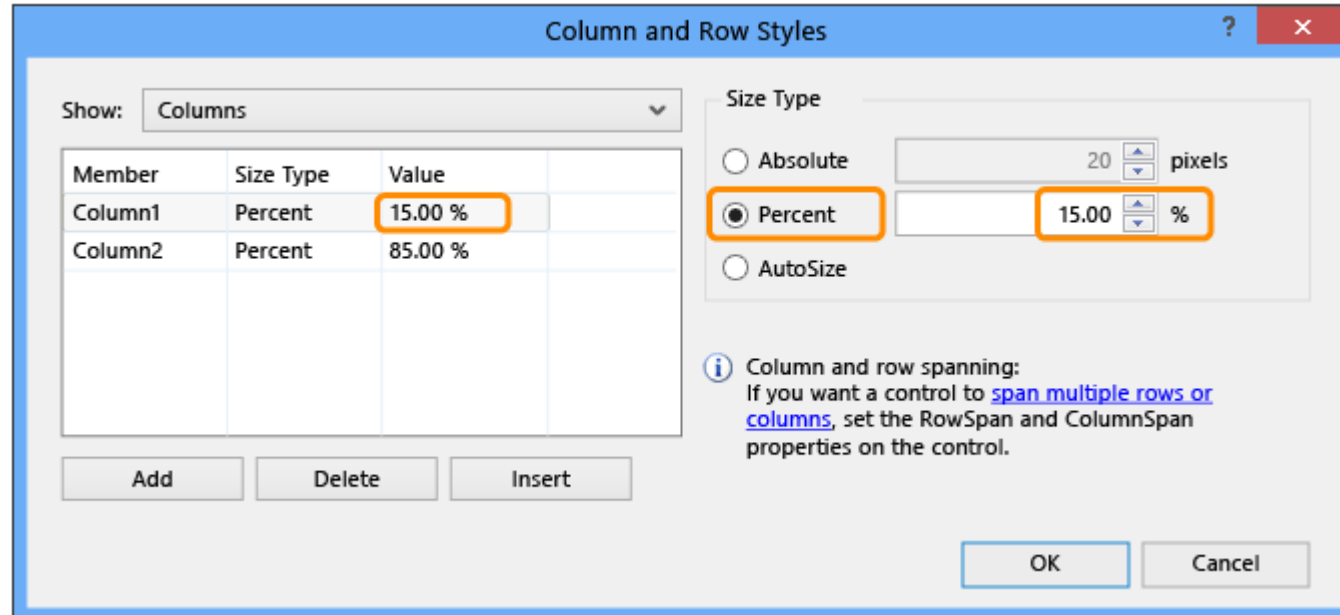 Column and Row Styles
?
Show: Columns
Member Size Type Value
Column1 Percent 15.00 %
Column2 Percent 85.00 %
Add Delete Insert
Size Type
Absolute 20 pixels
Percent 15.00 %
AutoSize
Column and row spanning:
If you want a control to span multiple rows or
columns, set the RowSpan and ColumnSpan
properties on the control.
OK Cancel